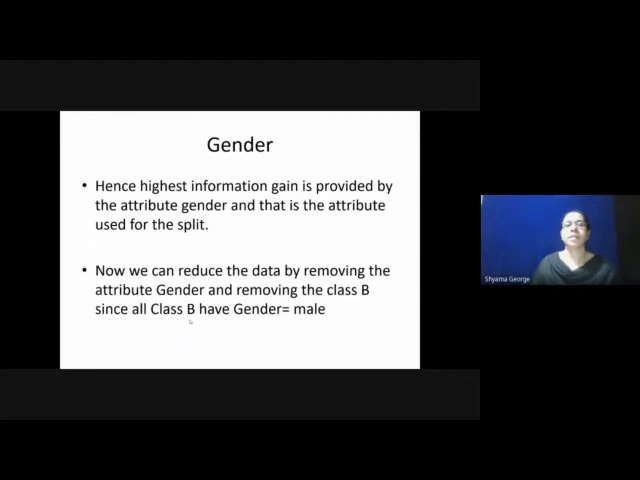 Gender
• Hence highest information gain is provided by
the attribute gender and that is the attribute
used for the split.
• Now we can reduce the data by removing the
attribute Gender and removing the class B
since all Class B have Gender= male
Shyama George